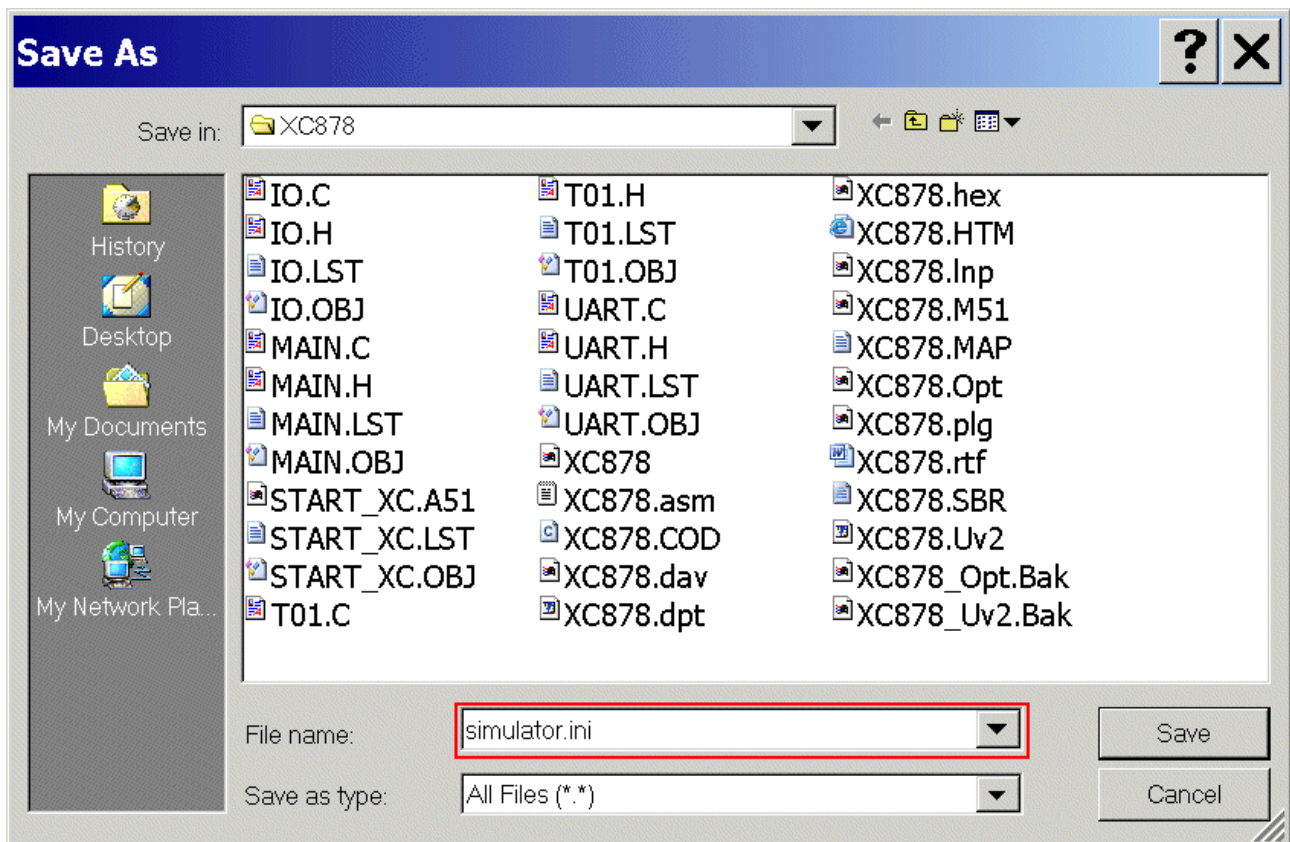 Save As
Save in:
XC878
History
Desktop
My Documents
My Computer
My Network Pla...
IO.C
IO.H
IO.LST
IO.OBJ
MAIN.C
MAIN.H
MAIN.LST
MAIN.OBJ
START_XC.A51
START_XC.LST
START_XC.OBJ
T01.C
T01.H
T01.LST
T01.OBJ
UART.C
UART.H
UART.LST
UART.OBJ
XC878
XC878.asm
XC878.COD
XC878.dav
XC878.dpt
XC878.hex
XC878.HTM
XC878.lnp
XC878.M51
XC878.MAP
XC878.Opt
XC878.plg
XC878.rtf
XC878.SBR
XC878.Uv2
XC878_Opt.Bak
XC878_Uv2.Bak
File name:
simulator.ini
Save
Save as type:
All Files (*.*)
Cancel